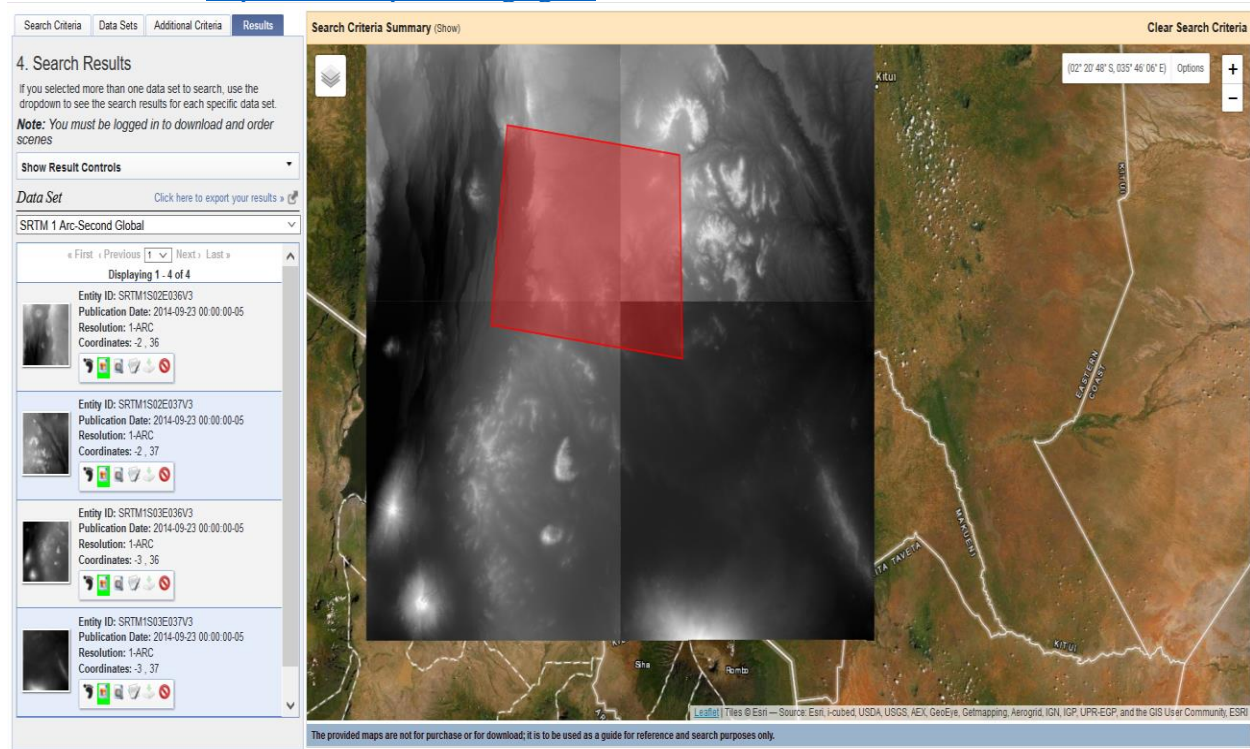 Search Criteria
Data Sets
Additional Criteria
Results
Search Criteria Summary (Show)
Clear Search Criteria
4. Search Results
If you selected more than one data set to search, use the
dropdown to see the search results for each specific data set.
Note: You must be logged in to download and order
scenes
Show Result Controls
Data Set
Click here to export your results »
SRTM 1 Arc-Second Global
« First ‹ Previous 1 Next › Last »
Displaying 1 - 4 of 4
Entity ID: SRTM1S02E036V3
Publication Date: 2014-09-23 00:00:00-05
Resolution: 1-ARC
Coordinates: -2 , 36
Entity ID: SRTM1S02E037V3
Publication Date: 2014-09-23 00:00:00-05
Resolution: 1-ARC
Coordinates: -2 , 37
Entity ID: SRTM1S03E036V3
Publication Date: 2014-09-23 00:00:00-05
Resolution: 1-ARC
Coordinates: -3 , 36
Entity ID: SRTM1S03E037V3
Publication Date: 2014-09-23 00:00:00-05
Resolution: 1-ARC
Coordinates: -3 , 37
(02° 20' 48" S, 035° 46' 06" E)
Options
+
−
Kitui
KITUI
EASTERN
COAST
MAKUENI
ITA TAVETA
KITUI
Siha
Rombo
Leaflet | Tiles © Esri — Source: Esri, i-cubed, USDA, USGS, AEX, GeoEye, Getmapping, Aerogrid, IGN, IGP, UPR-EGP, and the GIS User Community, ESRI
The provided maps are not for purchase or for download; it is to be used as a guide for reference and search purposes only.